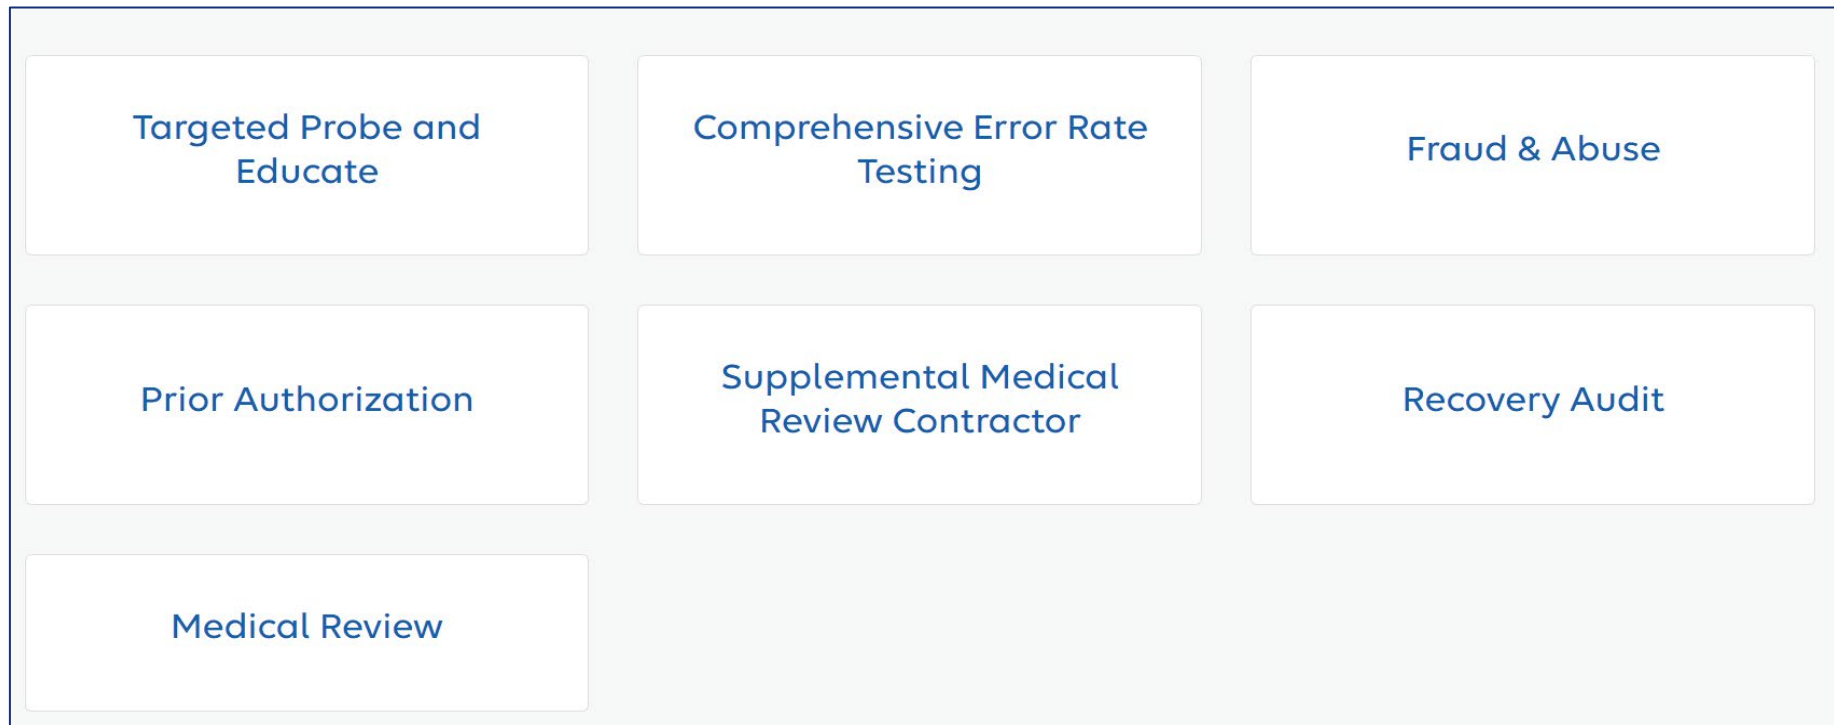 Targeted Probe and
Educate
Comprehensive Error Rate
Testing
Fraud & Abuse
Prior Authorization
Supplemental Medical
Review Contractor
Recovery Audit
Medical Review